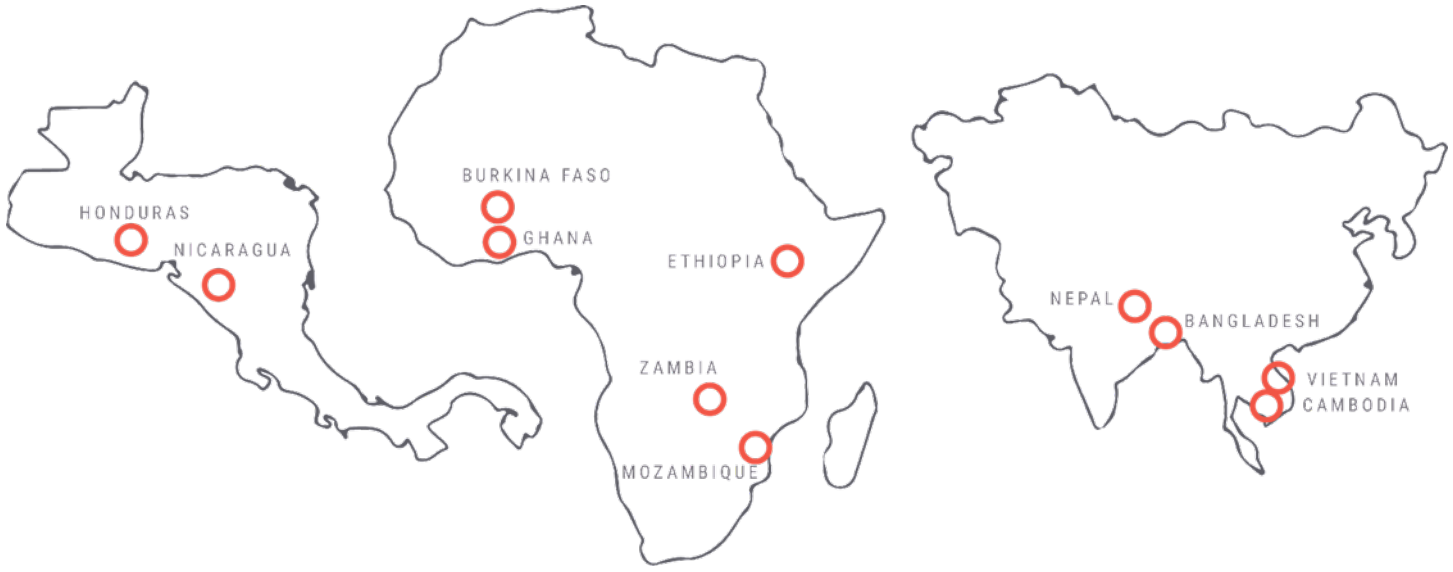 HONDURAS
NICARAGUA
BURKINA FASO
GHANA
ETHIOPIA
ZAMBIA
MOZAMBIQUE
NEPAL
BANGLADESH
VIETNAM
CAMBODIA